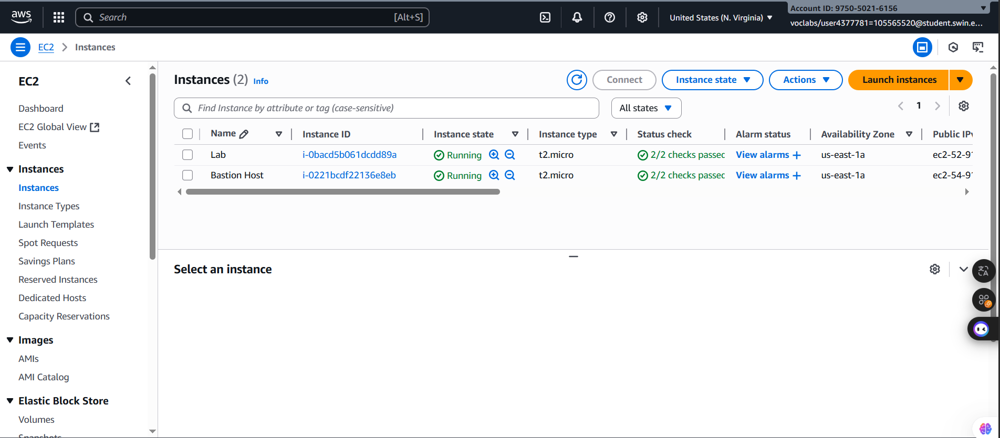 aws
Search
[Alt+S]
United States (N. Virginia)
Account ID: 9750-5021-6156
voclabs/user4377781=105565520@student.swin.e...
EC2
Instances
EC2
Dashboard
EC2 Global View
Events
Instances
Instances
Instance Types
Launch Templates
Spot Requests
Savings Plans
Reserved Instances
Dedicated Hosts
Capacity Reservations
Images
AMIs
AMI Catalog
Elastic Block Store
Volumes
Snapshots
Instances (2) Info
Connect
Instance state
Actions
Launch instances
Find Instance by attribute or tag (case-sensitive)
All states
1
Name Instance ID Instance state Instance type Status check Alarm status Availability Zone Public IPv
Lab i-0bacd5b061dcdd89a Running t2.micro 2/2 checks passed View alarms + us-east-1a ec2-52-91
Bastion Host i-0221bcdf22136e8eb Running t2.micro 2/2 checks passed View alarms + us-east-1a ec2-54-91
Select an instance